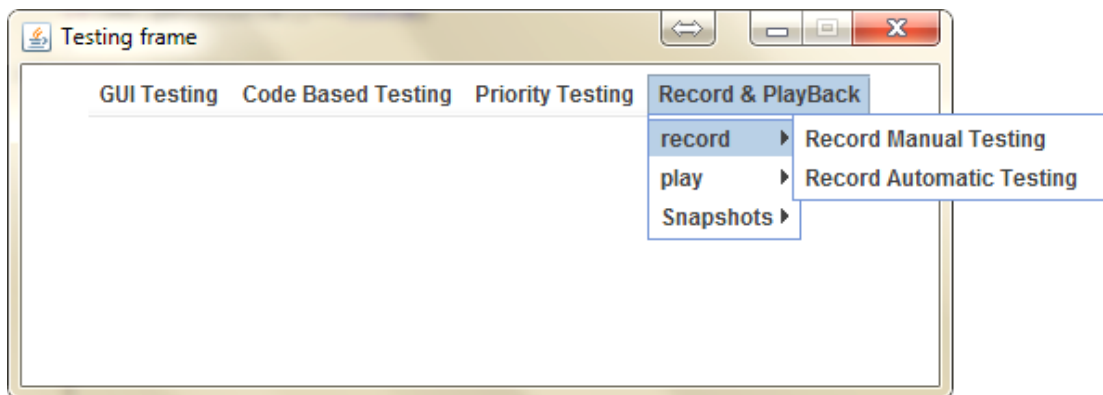 Testing frame
GUI Testing Code Based Testing Priority Testing Record & PlayBack
record Record Manual Testing
play Record Automatic Testing
Snapshots